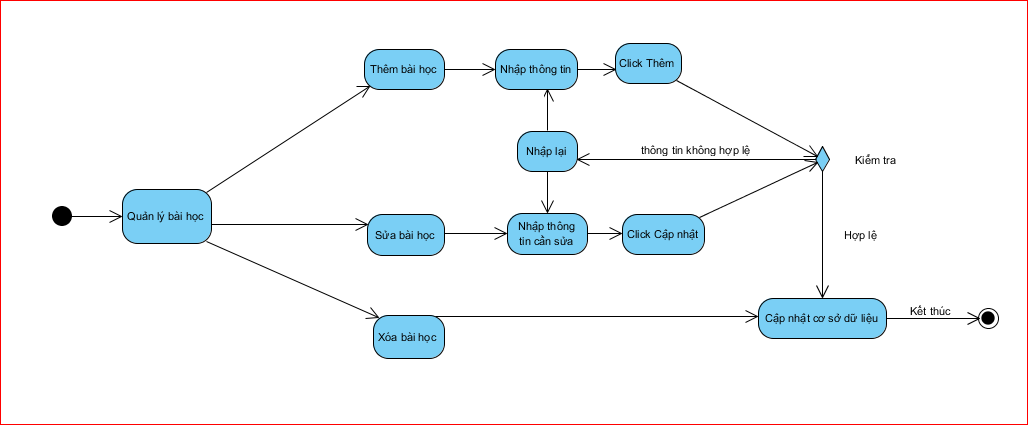 Thêm bài học
Nhập thông tin
Click Thêm
Nhập lại
thông tin không hợp lệ
Kiểm tra
Quản lý bài học
Sửa bài học
Nhập thông
tin cần sửa
Click Cập nhật
Hợp lệ
Xóa bài học
Cập nhật cơ sở dữ liệu
Kết thúc